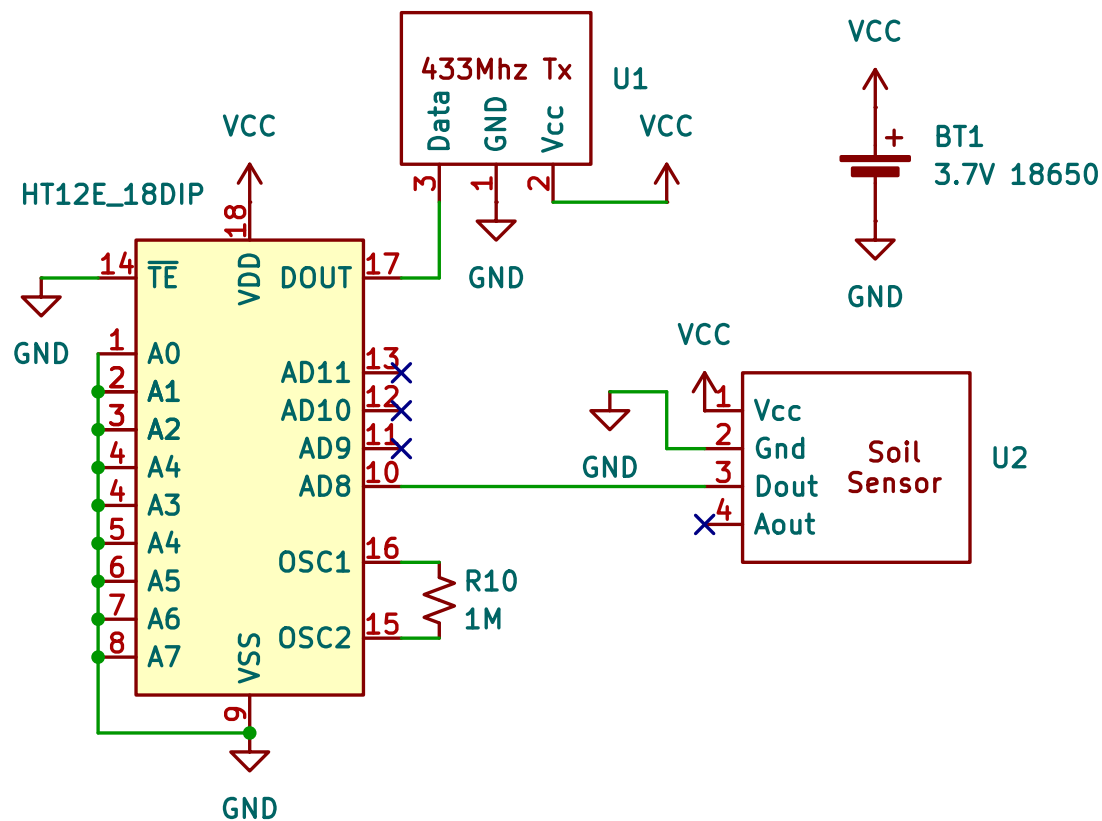 VCC
433Mhz Tx
U1
Data
GND
Vcc
3
1
2
VCC
GND
VCC
+
BT1
3.7V 18650
GND
VCC
HT12E_18DIP
18
VDD
14
TE
GND
17
DOUT
1
A0
2
A1
3
A2
4
A4
4
A3
5
A4
6
A5
7
A6
8
A7
13
AD11
12
AD10
11
AD9
10
AD8
16
OSC1
15
OSC2
R10
1M
VSS
9
GND
VCC
GND
1
Vcc
2
Gnd
3
Dout
4
Aout
Soil
Sensor
U2